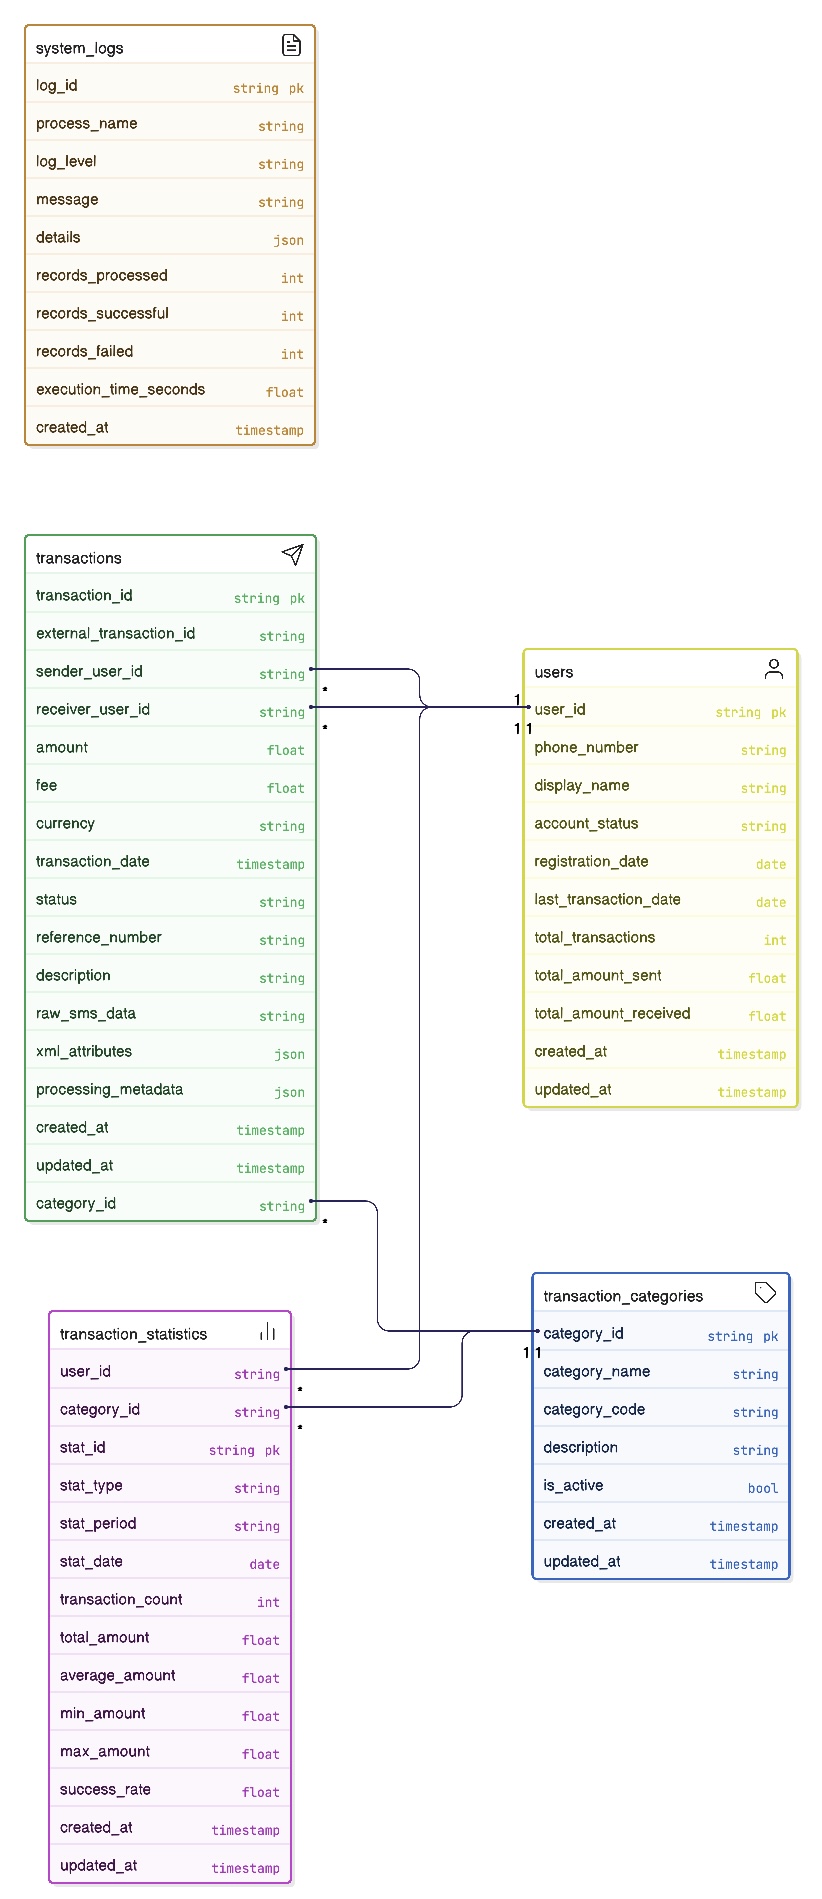 system_logs
log_id string pk
process_name string
log_level string
message string
details json
records_processed int
records_successful int
records_failed int
execution_time_seconds float
created_at timestamp
transactions
transaction_id string pk
external_transaction_id string
sender_user_id string
*
receiver_user_id string
*
amount float
fee float
currency string
transaction_date timestamp
status string
reference_number string
description string
raw_sms_data string
xml_attributes json
processing_metadata json
created_at timestamp
updated_at timestamp
category_id string
*
users
1
user_id string pk
1 1
phone_number string
display_name string
account_status string
registration_date date
last_transaction_date date
total_transactions int
total_amount_sent float
total_amount_received float
created_at timestamp
updated_at timestamp
transaction_statistics
user_id string
*
category_id string
*
stat_id string pk
stat_type string
stat_period string
stat_date date
transaction_count int
total_amount float
average_amount float
min_amount float
max_amount float
success_rate float
created_at timestamp
updated_at timestamp
transaction_categories
category_id string pk
1 1
category_name string
category_code string
description string
is_active bool
created_at timestamp
updated_at timestamp